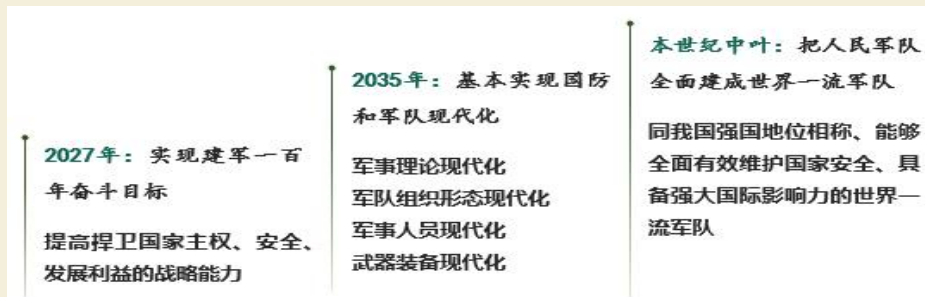 2027年：实现建军一百
年奋斗目标
提高捍卫国家主权、安全、
发展利益的战略能力
2035年：基本实现国防
和军队现代化
军事理论现代化
军队组织形态现代化
军事人员现代化
武器装备现代化
本世纪中叶：把人民军队
全面建成世界一流军队
同我国强国地位相称、能够
全面有效维护国家安全、具
备强大国际影响力的世界一
流军队